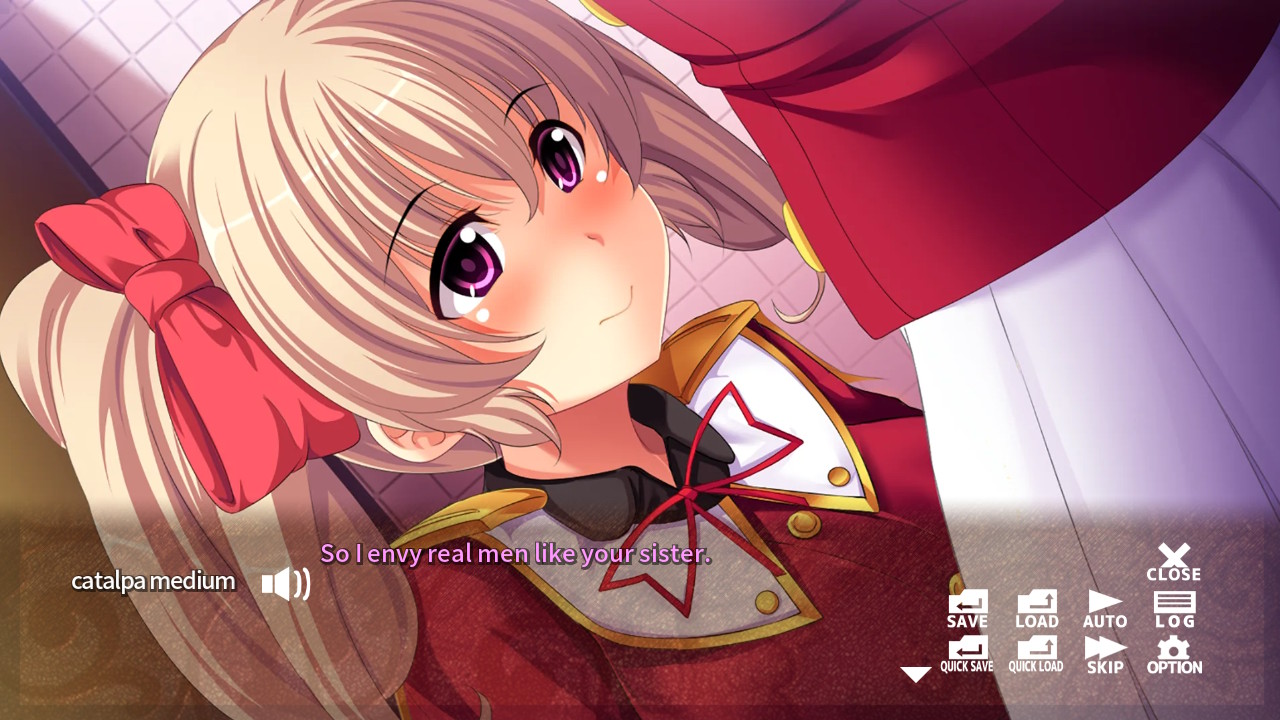 So I envy real men like your sister.
catalpa medium
CLOSE
SAVE LOAD AUTO LOG
QUICK SAVE QUICK LOAD SKIP OPTION